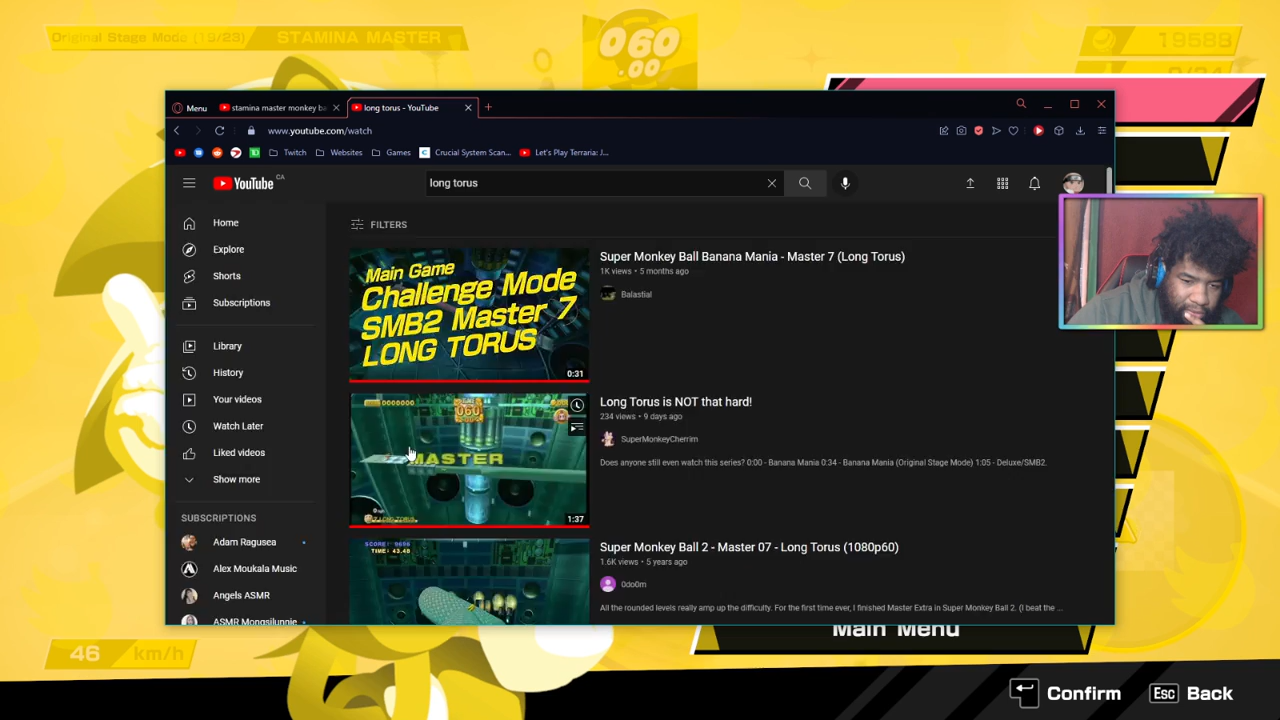 Original Stage Mode (19/23) STAMINA MASTER
060
.00
19588
Menu
stamina master monkey ba
long torus - YouTube
www.youtube.com/watch
Twitch
Websites
Games
Crucial System Scan...
Let's Play Terraria: J...
YouTube CA
long torus
Home
Explore
Shorts
Subscriptions
Library
History
Your videos
Watch Later
Liked videos
Show more
SUBSCRIPTIONS
Adam Ragusea
Alex Moukala Music
Angels ASMR
FILTERS
Main Game
Challenge Mode
SMB2 Master 7
LONG TORUS
0:31
Super Monkey Ball Banana Mania - Master 7 (Long Torus)
1K views • 5 months ago
Balastial
MASTER
1:37
Long Torus is NOT that hard!
234 views • 9 days ago
SuperMonkeyCherrim
Does anyone still even watch this series? 0:00 - Banana Mania 0:34 - Banana Mania (Original Stage Mode) 1:05 - Deluxe/SMB2.
SCORE: 9696
TIME: 43.48
Super Monkey Ball 2 - Master 07 - Long Torus (1080p60)
1.6K views • 5 years ago
0do0m
All the rounded levels really amp up the difficulty. For the first time ever, I finished Master Extra in Super Monkey Ball 2. (I beat the ...
Main Menu
46 km/h
Confirm
Esc Back